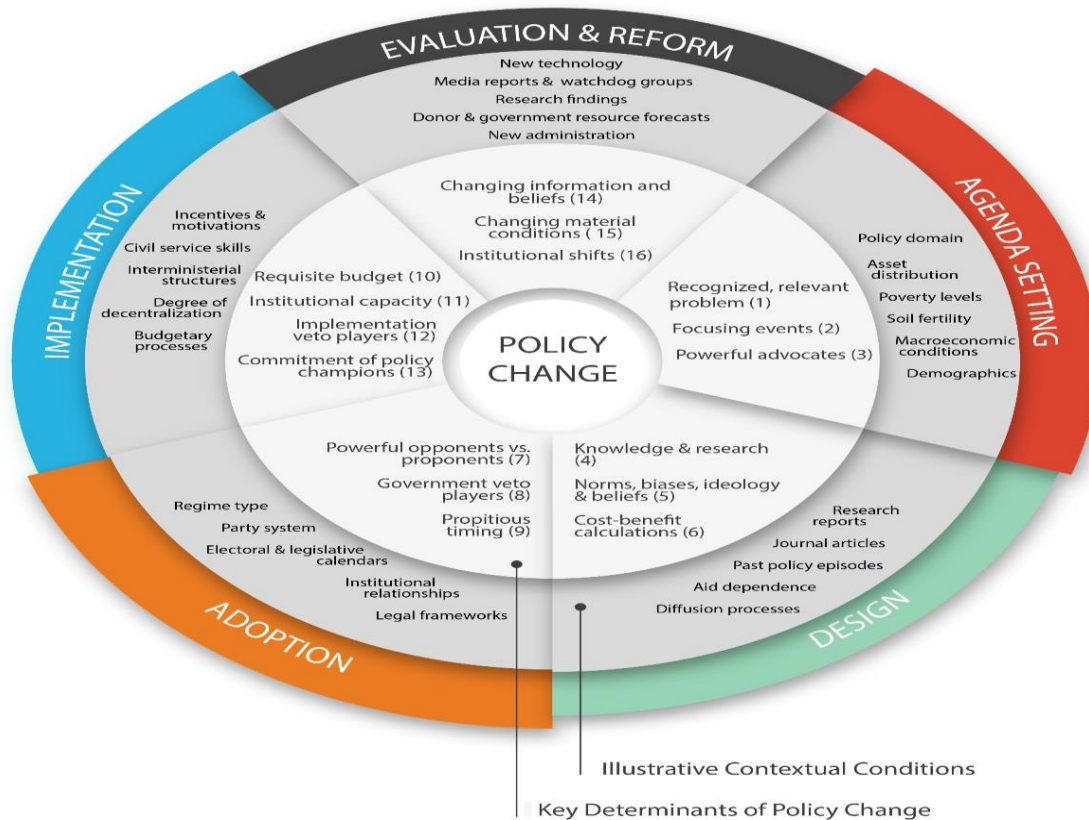 EVALUATION & REFORM
New technology
Media reports & watchdog groups
Research findings
Donor & government resource forecasts
New administration
Changing information and
beliefs (14)
Changing material
conditions ( 15)
Institutional shifts (16)
AGENDA SETTING
Policy domain
Asset
distribution
Poverty levels
Soil fertility
Macroeconomic
conditions
Demographics
Recognized, relevant
problem (1)
Focusing events (2)
Powerful advocates (3)
DESIGN
Research
reports
Journal articles
Past policy episodes
Aid dependence
Diffusion processes
Knowledge & research
(4)
Norms, biases, ideology
& beliefs (5)
Cost-benefit
calculations (6)
ADOPTION
Regime type
Party system
Electoral & legislative
calendars
Institutional
relationships
Legal frameworks
Powerful opponents vs.
proponents (7)
Government veto
players (8)
Propitious
timing (9)
IMPLEMENTATION
Incentives &
motivations
Civil service skills
Interministerial
structures
Degree of
decentralization
Budgetary
processes
Requisite budget (10)
Institutional capacity (11)
Implementation
veto players (12)
Commitment of policy
champions (13)
POLICY
CHANGE
Illustrative Contextual Conditions
Key Determinants of Policy Change